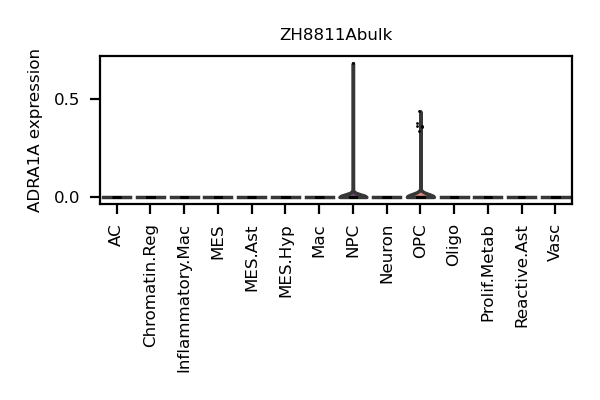 ZH8811Abulk
ADRA1A expression
0.5
0.0
AC
Chromatin.Reg
Inflammatory.Mac
MES
MES.Ast
MES.Hyp
Mac
NPC
Neuron
OPC
Oligo
Prolif.Metab
Reactive.Ast
Vasc